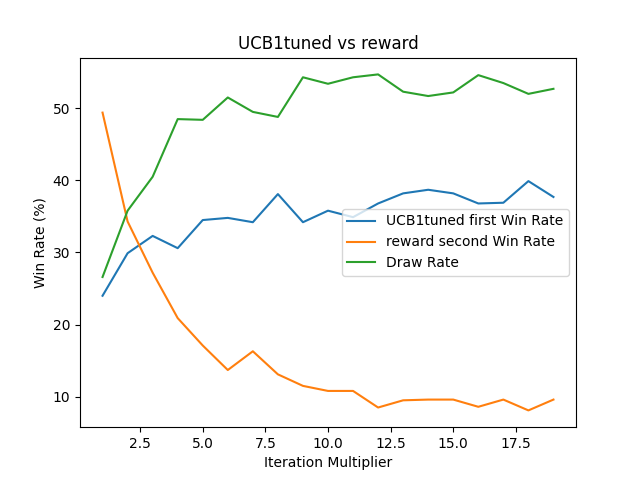 UCB1tuned vs reward
Win Rate (%)
50
40
30
20
10
UCB1tuned first Win Rate
reward second Win Rate
Draw Rate
2.5 5.0 7.5 10.0 12.5 15.0 17.5
Iteration Multiplier